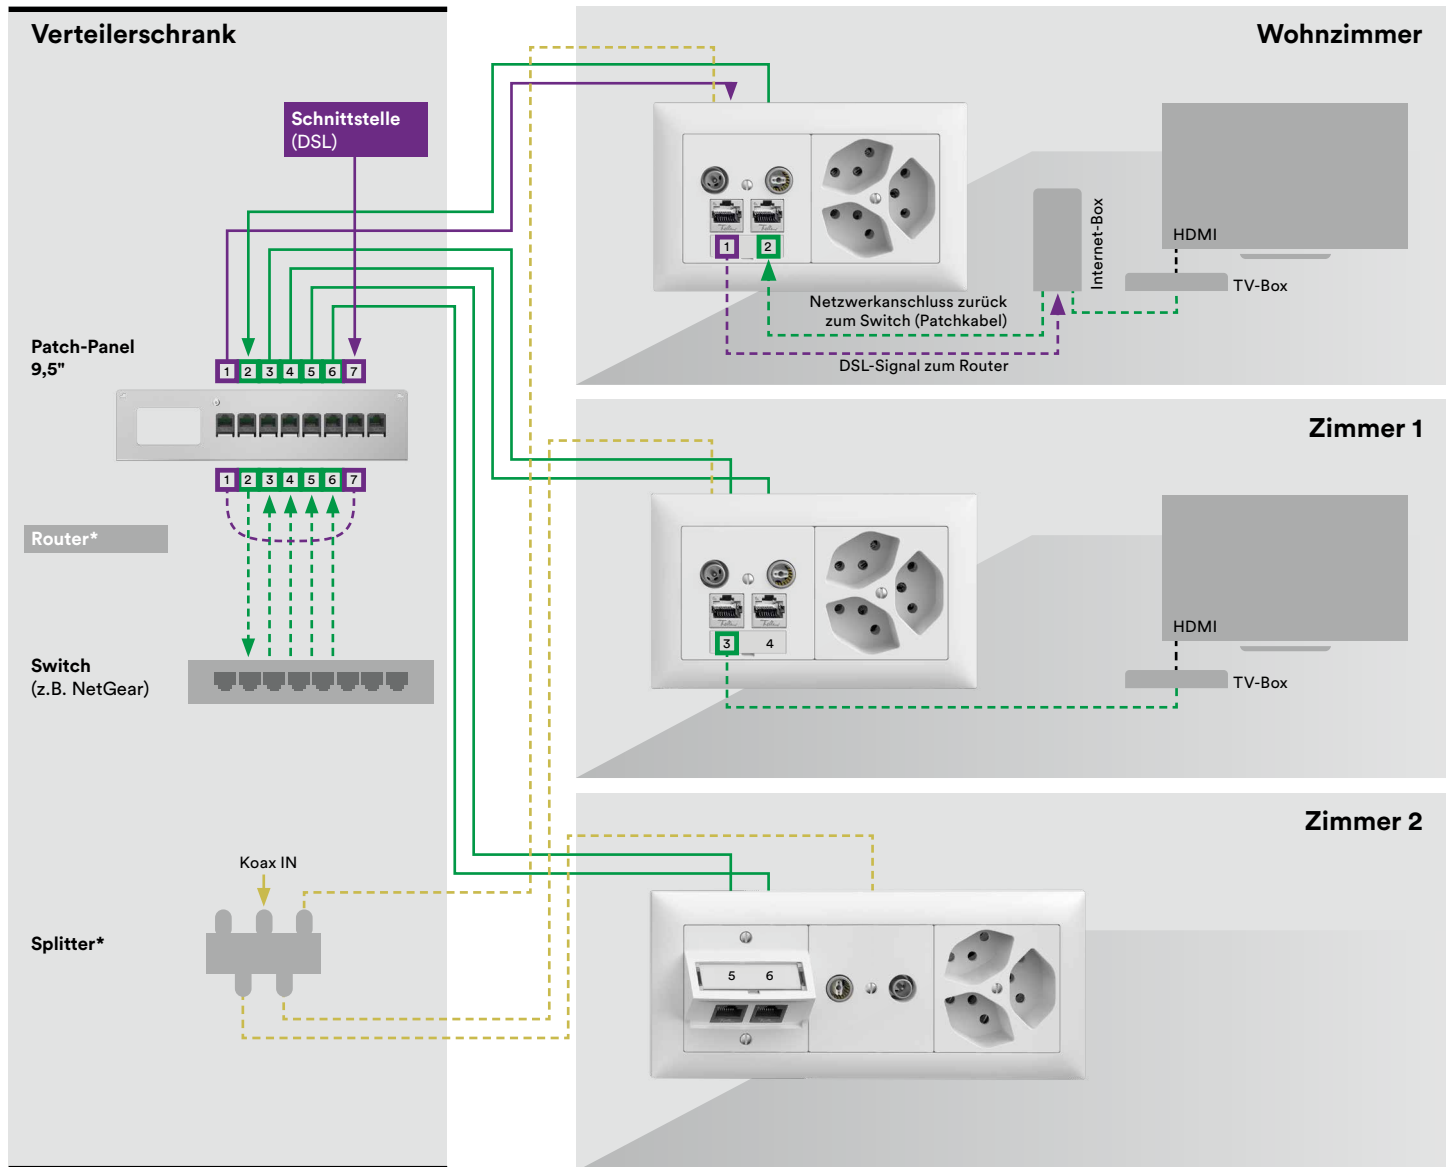 Verteilerschrank
Schnittstelle
(DSL)
Patch-Panel
9,5"
1 2 3 4 5 6 7
1 2 3 4 5 6 7
Router*
Switch
(z.B. NetGear)
Koax IN
Splitter*
Wohnzimmer
1 2
Internet-Box
HDMI
TV-Box
Netzwerkanschluss zurück
zum Switch (Patchkabel)
DSL-Signal zum Router
Zimmer 1
3 4
HDMI
TV-Box
Zimmer 2
5 6